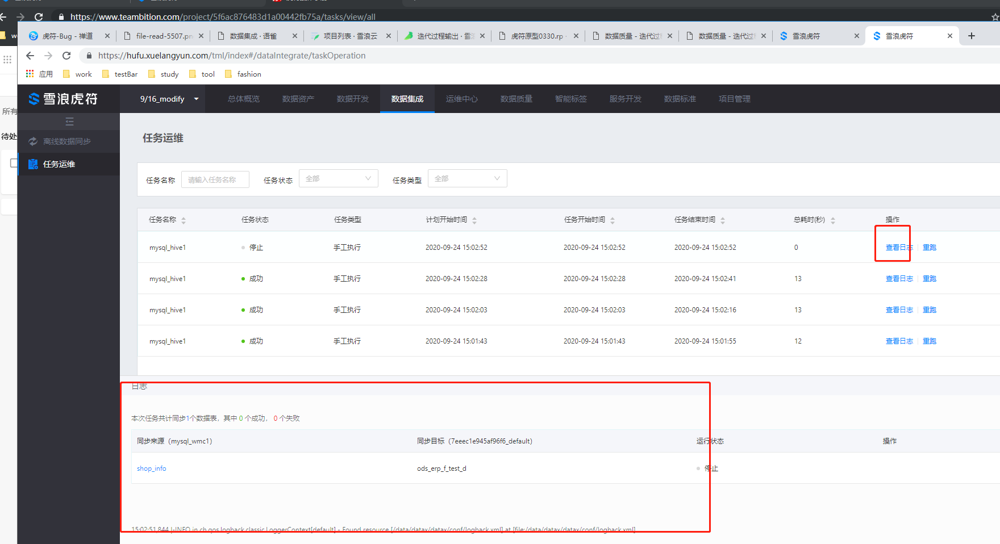 https://www.teambition.com/project/5f6ac876483d1a00442fb75a/tasks/view/all
虎符-Bug - 禅道
file-read-5507.pn
数据集成 · 语雀
项目列表 · 雪浪云
迭代过程输出 · 雪
虎符原型0330.rp
数据质量 - 迭代过
数据质量 - 迭代过
雪浪虎符
雪浪虎符
https://hufu.xuelangyun.com/tml/index#/dataIntegrate/taskOperation
应用
work
testBar
study
tool
fashion
雪浪虎符
9/16_modify
总体概览
数据资产
数据开发
数据集成
运维中心
数据质量
智能标签
服务开发
数据标准
项目管理
所有
待处
离线数据同步
任务运维
任务运维
任务名称 请输入任务名称 任务状态 全部 任务类型 全部
任务名称 任务状态 任务类型 计划开始时间 任务开始时间 任务结束时间 总耗时(秒) 操作
mysql_hive1 停止 手工执行 2020-09-24 15:02:52 2020-09-24 15:02:52 2020-09-24 15:02:52 0 查看日志 重跑
mysql_hive1 成功 手工执行 2020-09-24 15:02:28 2020-09-24 15:02:28 2020-09-24 15:02:41 13 查看日志 重跑
mysql_hive1 成功 手工执行 2020-09-24 15:02:03 2020-09-24 15:02:03 2020-09-24 15:02:16 13 查看日志 重跑
mysql_hive1 成功 手工执行 2020-09-24 15:01:43 2020-09-24 15:01:43 2020-09-24 15:01:55 12 查看日志 重跑
日志
本次任务共计同步1个数据表，其中 0 个成功， 0 个失败
同步来源（mysql_wmc1） 同步目标（7eeec1e945af96f6_default） 运行状态 操作
shop_info ods_erp_f_test_d 停止
15:02:51,844 |-INFO in ch.qos.logback.classic.LoggerContext[default] - Found resource [/data/datax/datax/conf/logback.xml] at [file:/data/datax/datax/conf/logback.xml]